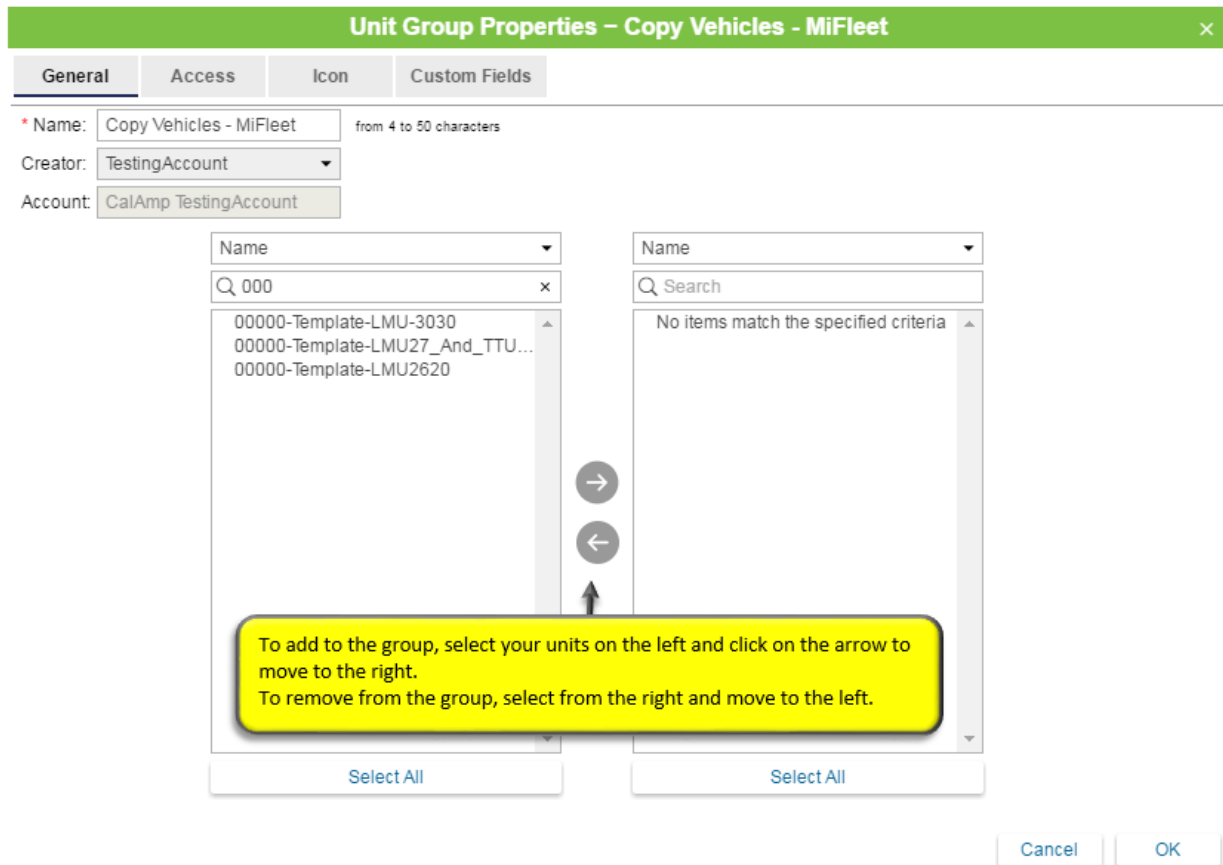 Unit Group Properties – Copy Vehicles - MiFleet ×
General Access Icon Custom Fields
* Name: Copy Vehicles - MiFleet from 4 to 50 characters
Creator: TestingAccount
Account: CalAmp TestingAccount
Name Name
000 × Search
00000-Template-LMU-3030 No items match the specified criteria
00000-Template-LMU27_And_TTU...
00000-Template-LMU2620
To add to the group, select your units on the left and click on the arrow to
move to the right.
To remove from the group, select from the right and move to the left.
Select All Select All
Cancel OK